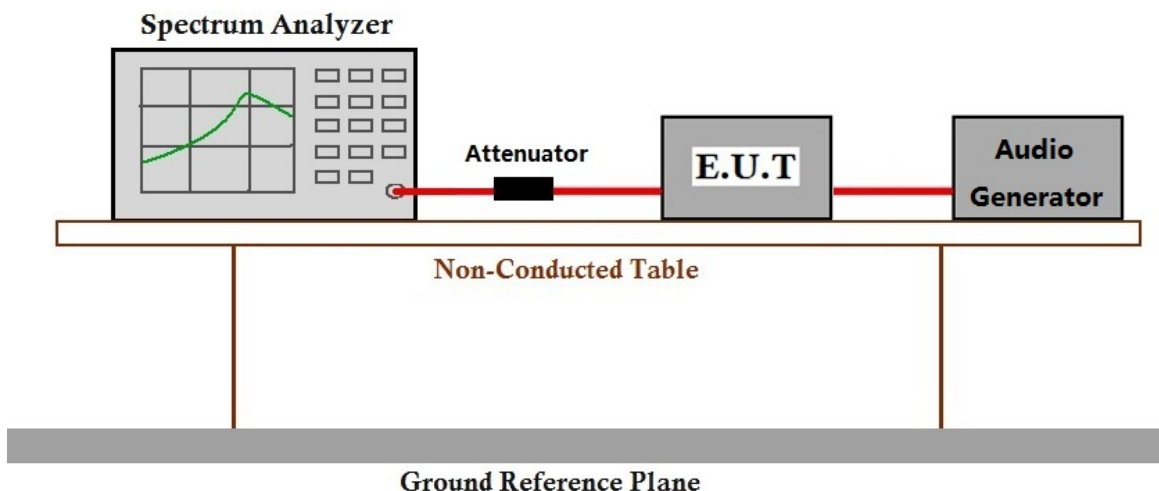 Spectrum Analyzer
Attenuator
E.U.T
Audio
Generator
Non-Conducted Table
Ground Reference Plane